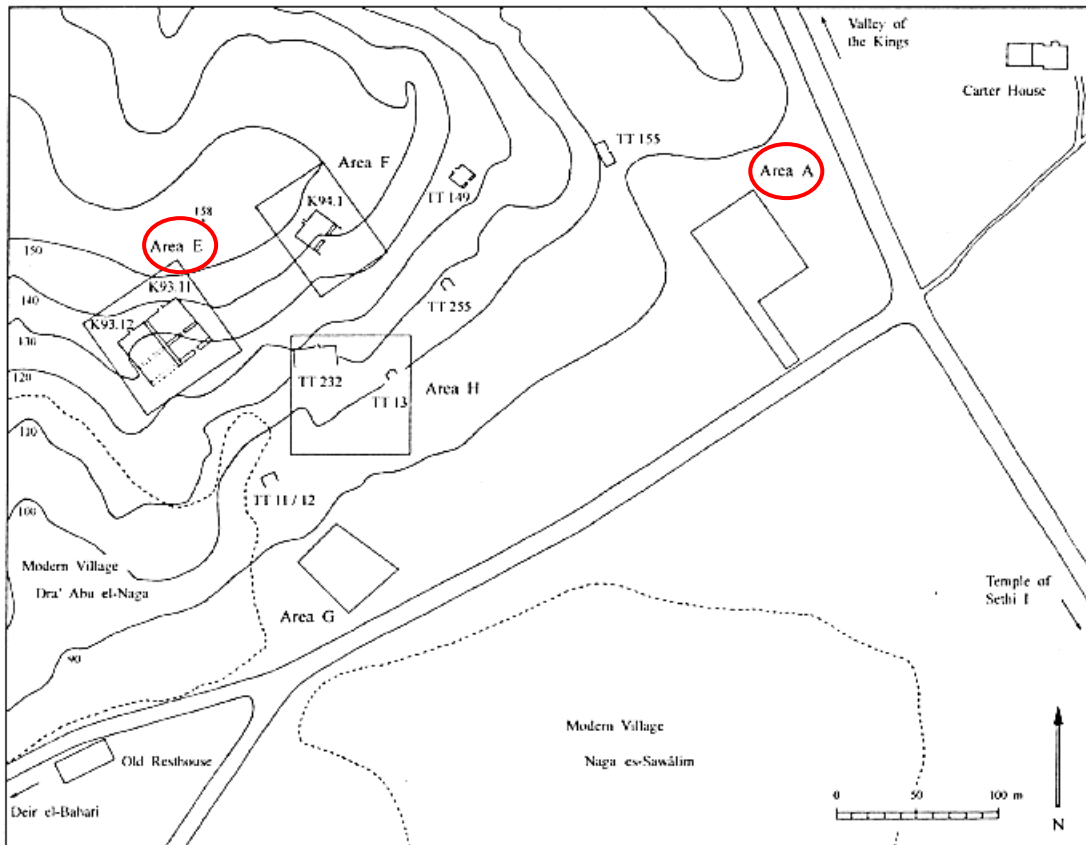 Valley of
the Kings
Carter House
TT 155
Area F
Area A
TT 149
K94.1
158
Area E
150
K93.11
TT 255
140
K93.12
130
120
TT 232
Area H
TT 13
110
TT 11 / 12
100
Modern Village
Dra' Abu el-Naga
Temple of
Sethi I
Area G
90
Modern Village
Old Resthouse
Naga es-Sawâlim
0 50 100 m
Deir el-Bahari
N